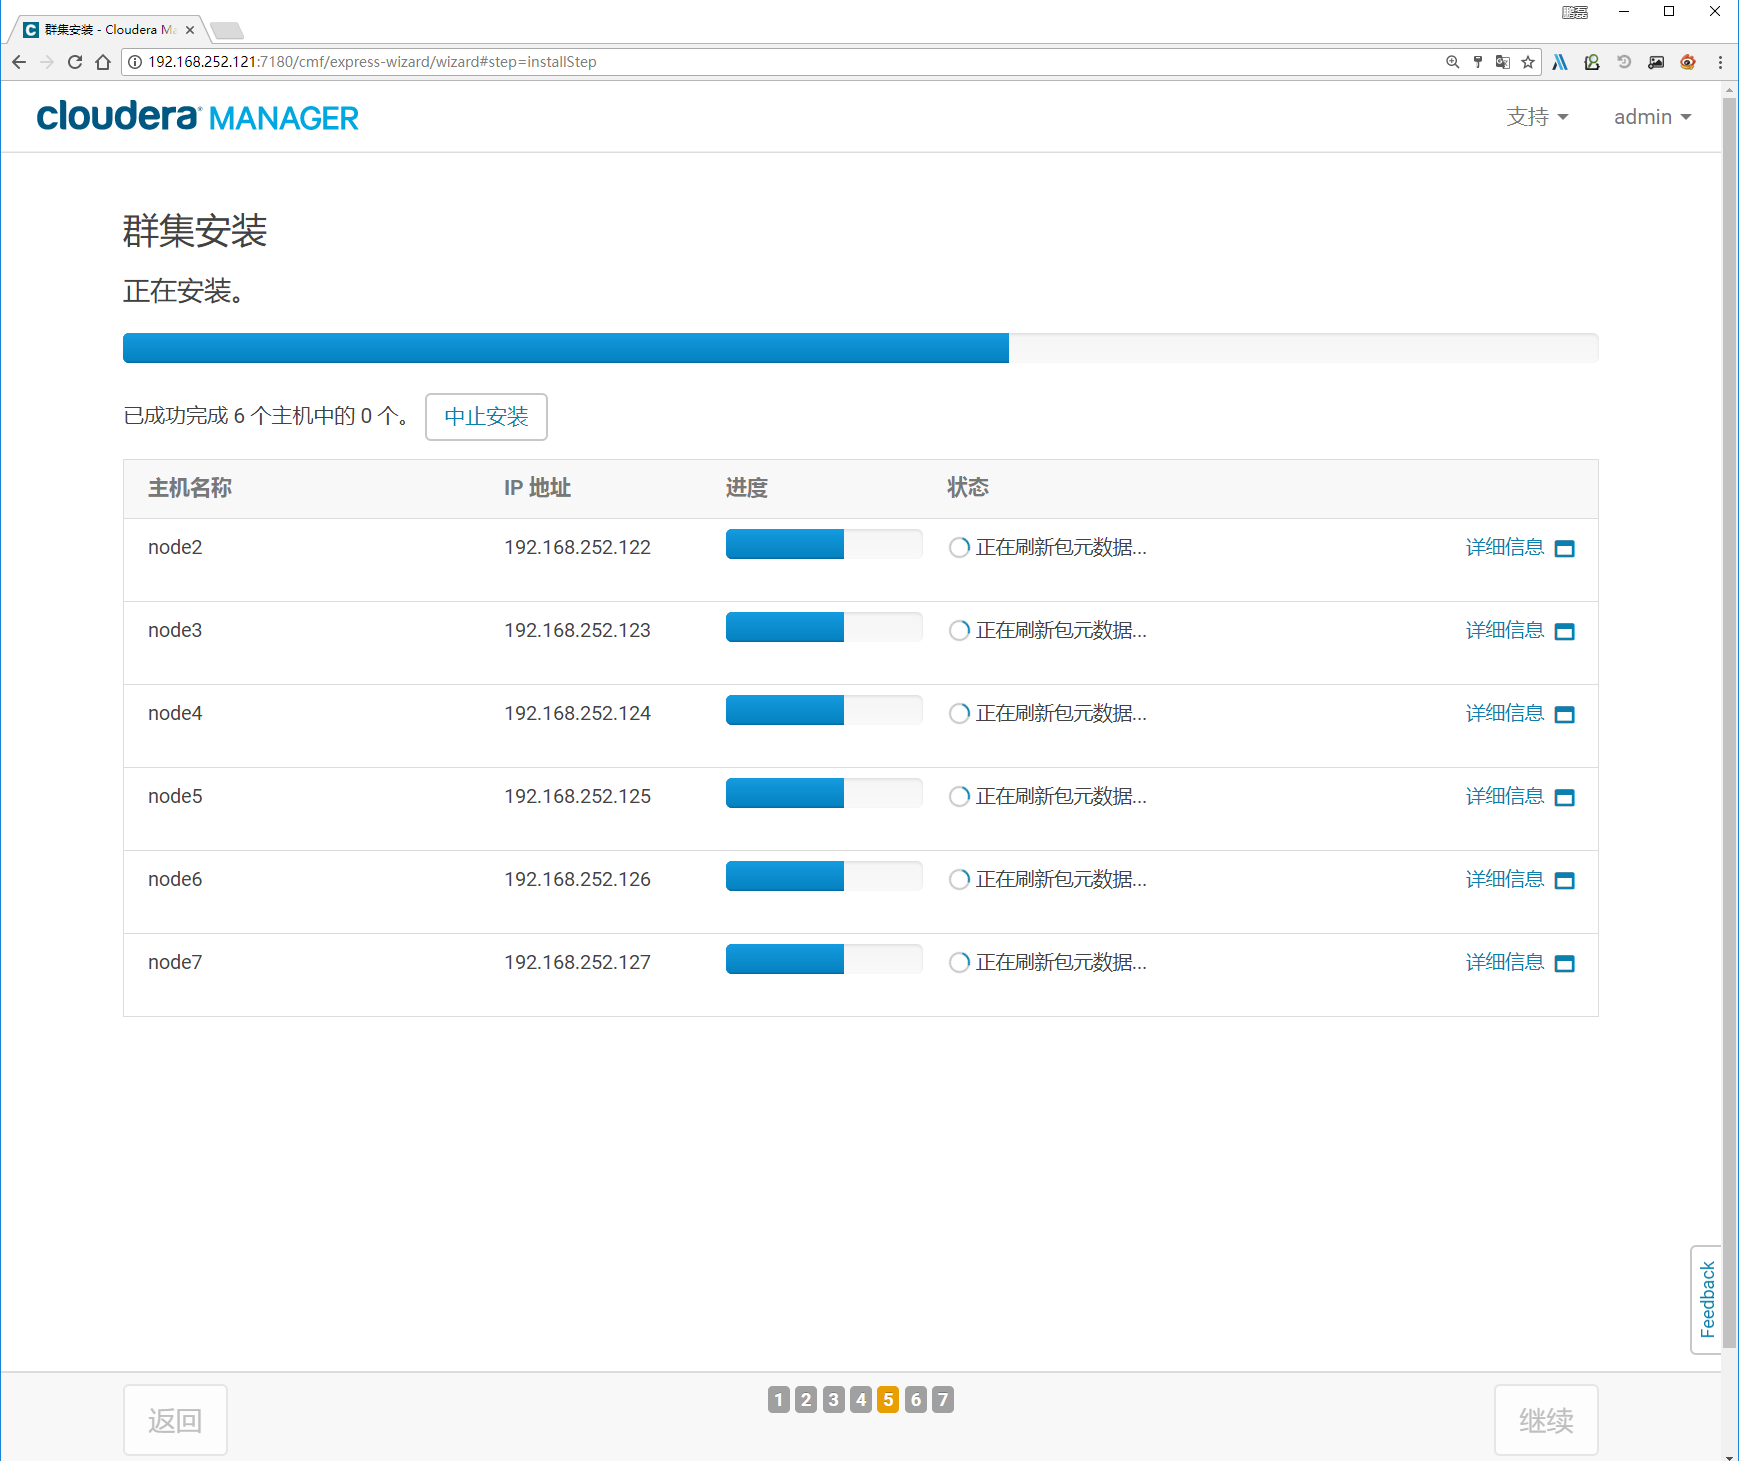 鹏磊
群集安装 - Cloudera Ma
192.168.252.121:7180/cmf/express-wizard/wizard#step=installStep
cloudera MANAGER
支持
admin
群集安装
正在安装。
已成功完成 6 个主机中的 0 个。 中止安装
主机名称 IP 地址 进度 状态
node2 192.168.252.122 正在刷新包元数据... 详细信息
node3 192.168.252.123 正在刷新包元数据... 详细信息
node4 192.168.252.124 正在刷新包元数据... 详细信息
node5 192.168.252.125 正在刷新包元数据... 详细信息
node6 192.168.252.126 正在刷新包元数据... 详细信息
node7 192.168.252.127 正在刷新包元数据... 详细信息
Feedback
返回 1 2 3 4 5 6 7 继续